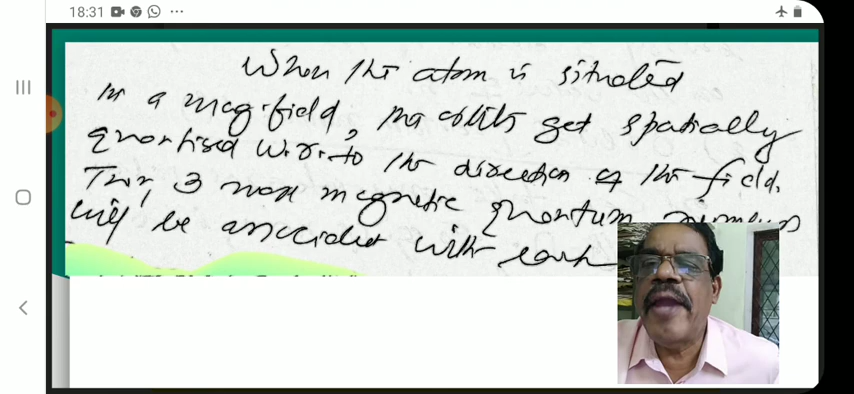 18:31
When the atom is situated
in a mag. field, the orbits get spatially
quantised w.r.to the direction of the field.
Thus, 3 more magnetic quantum numbers
will be associated with each